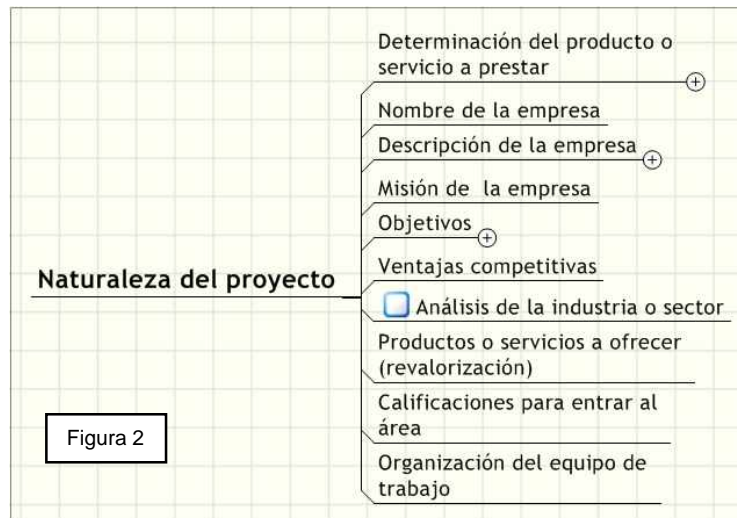 Determinación del producto o
servicio a prestar
Nombre de la empresa
Descripción de la empresa
Misión de la empresa
Objetivos
Naturaleza del proyecto
Ventajas competitivas
Análisis de la industria o sector
Productos o servicios a ofrecer
(revalorización)
Calificaciones para entrar al
área
Organización del equipo de
trabajo
Figura 2